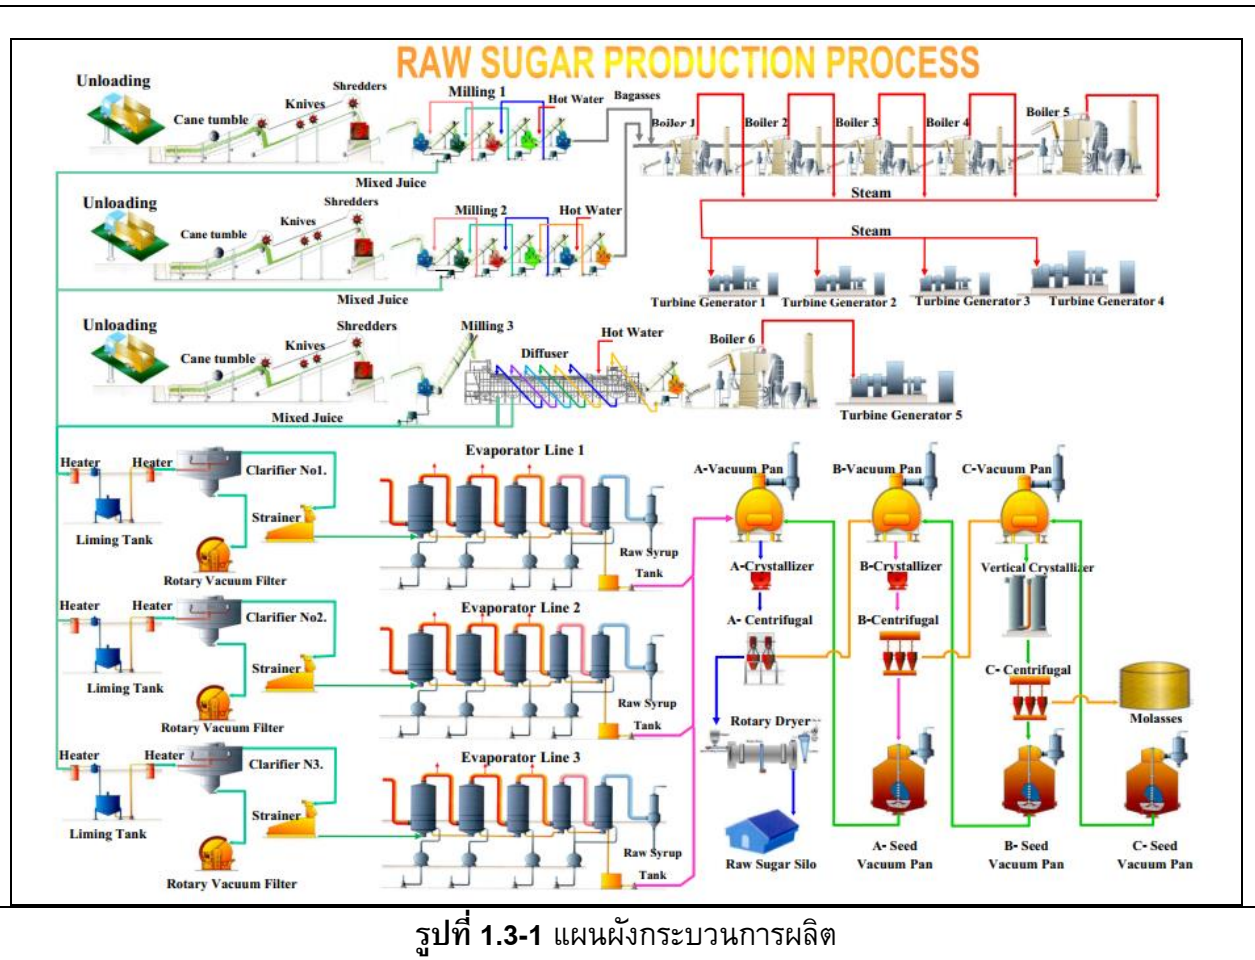 RAW SUGAR PRODUCTION PROCESS
Unloading
Cane tumble
Knives
Shredders
Milling 1
Hot Water
Bagasses
Boiler 1
Boiler 2
Boiler 3
Boiler 4
Boiler 5
Mixed Juice
Steam
Unloading
Cane tumble
Knives
Shredders
Milling 2
Hot Water
Steam
Mixed Juice
Turbine Generator 1
Turbine Generator 2
Turbine Generator 3
Turbine Generator 4
Unloading
Cane tumble
Knives
Shredders
Milling 3
Diffuser
Hot Water
Boiler 6
Mixed Juice
Turbine Generator 5
Heater
Heater
Clarifier No1.
Strainer
Liming Tank
Rotary Vacuum Filter
Evaporator Line 1
Raw Syrup
Tank
Heater
Heater
Clarifier No2.
Strainer
Liming Tank
Rotary Vacuum Filter
Evaporator Line 2
Raw Syrup
Tank
Heater
Heater
Clarifier N3.
Strainer
Liming Tank
Rotary Vacuum Filter
Evaporator Line 3
Raw Syrup
Tank
A-Vacuum Pan
B-Vacuum Pan
C-Vacuum Pan
A-Crystallizer
B-Crystallizer
Vertical Crystallizer
A- Centrifugal
B-Centrifugal
C- Centrifugal
Molasses
Rotary Dryer
Raw Sugar Silo
A- Seed
Vacuum Pan
B- Seed
Vacuum Pan
C- Seed
Vacuum Pan
รูปที่ 1.3-1 แผนผังกระบวนการผลิต